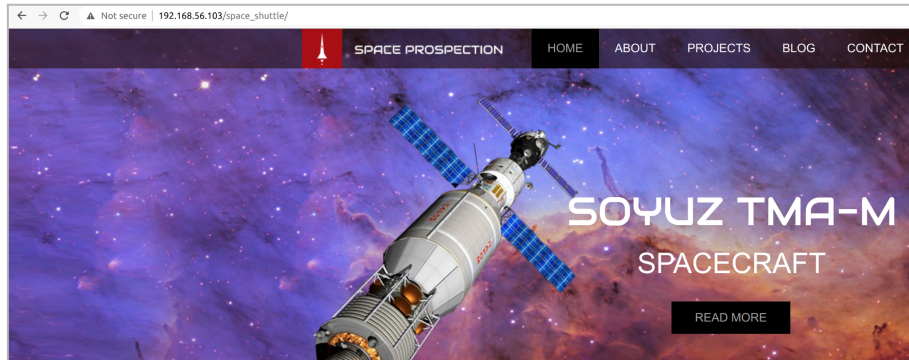 Not secure | 192.168.56.103/space_shuttle/
SPACE PROSPECTION HOME ABOUT PROJECTS BLOG CONTACT
SOYUZ TMA-M
SPACECRAFT
READ MORE